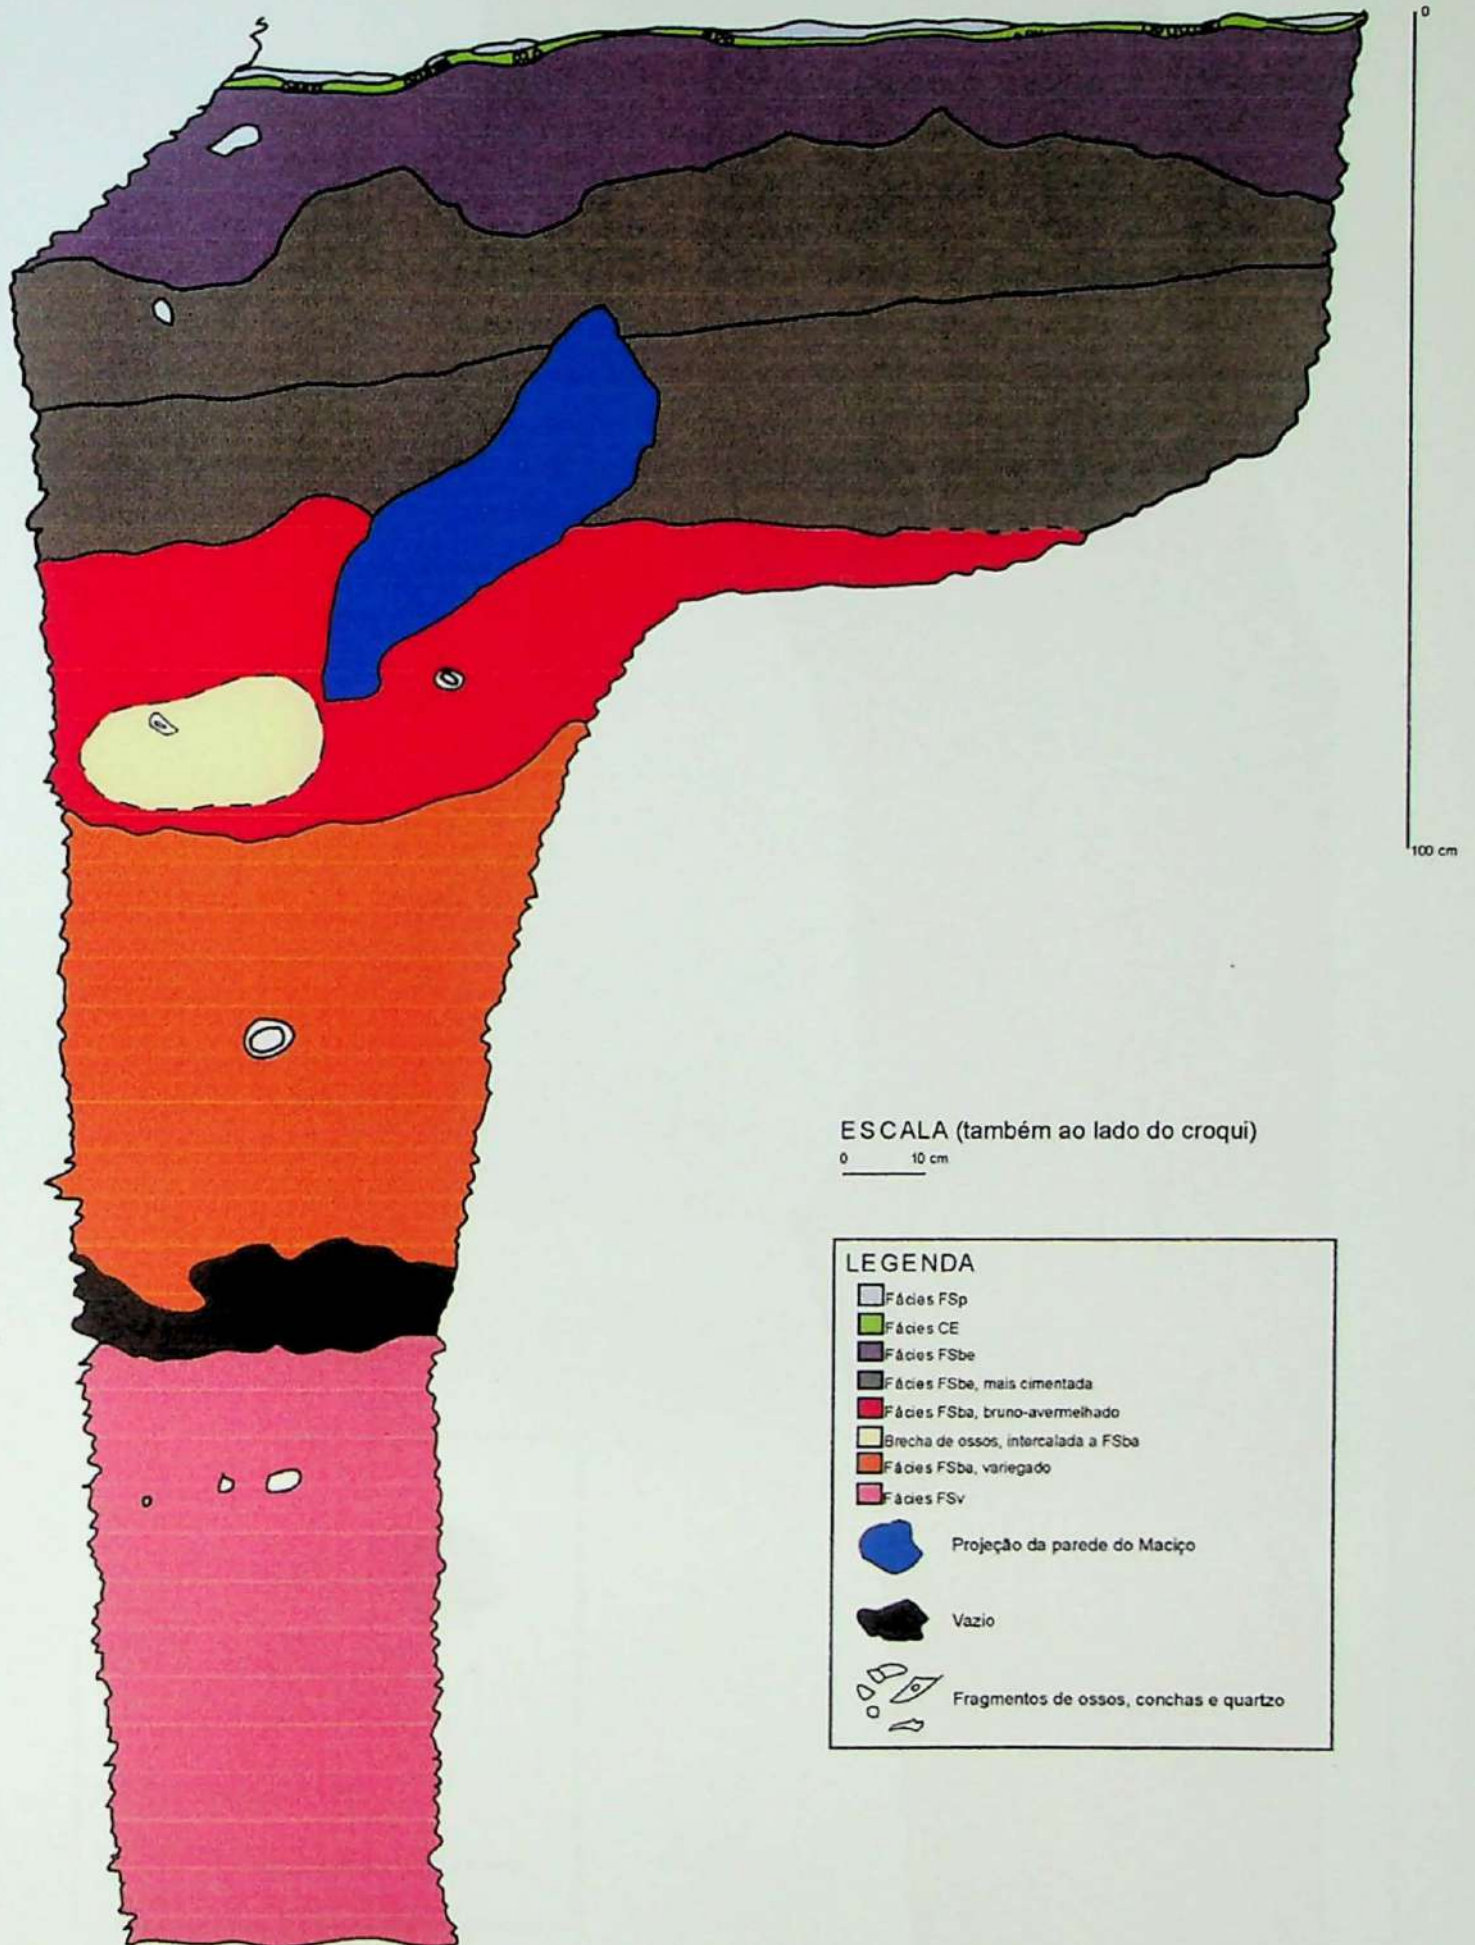 0
100 cm
ESCALA (também ao lado do croqui)
0 10 cm
LEGENDA
Fácies FSp
Fácies CE
Fácies FSbe
Fácies FSbe, mais cimentada
Fácies FSba, bruno-avermelhado
Brecha de ossos, intercalada a FSba
Fácies FSba, variegado
Fácies FSv
Projeção da parede do Maciço
Vazio
Fragmentos de ossos, conchas e quartzo